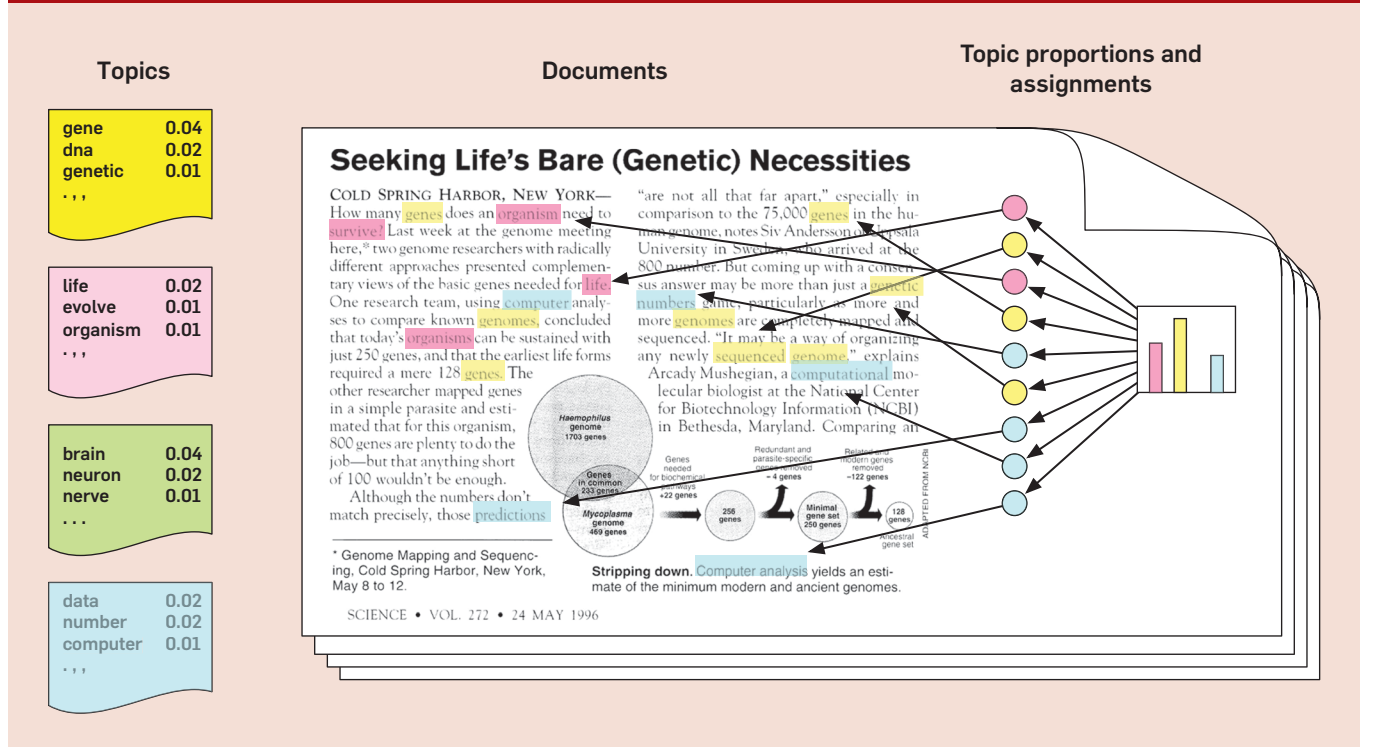 Topics
Documents
Topic proportions and
assignments
gene 0.04
dna 0.02
genetic 0.01
. , ,
life 0.02
evolve 0.01
organism 0.01
. , ,
brain 0.04
neuron 0.02
nerve 0.01
. . .
data 0.02
number 0.02
computer 0.01
. , ,
Seeking Life's Bare (Genetic) Necessities
COLD SPRING HARBOR, NEW YORK—
How many genes does an organism need to
survive? Last week at the genome meeting
here,* two genome researchers with radically
different approaches presented complemen-
tary views of the basic genes needed for life.
One research team, using computer analy-
ses to compare known genomes, concluded
that today's organisms can be sustained with
just 250 genes, and that the earliest life forms
required a mere 128 genes. The
other researcher mapped genes
in a simple parasite and esti-
mated that for this organism,
800 genes are plenty to do the
job—but that anything short
of 100 wouldn't be enough.
Although the numbers don't
match precisely, those predictions
* Genome Mapping and Sequenc-
ing, Cold Spring Harbor, New York,
May 8 to 12.
"are not all that far apart," especially in
comparison to the 75,000 genes in the hu-
man genome, notes Siv Andersson of Uppsala
University in Sweden, who arrived at the
800 number. But coming up with a consen-
sus answer may be more than just a genetic
numbers game, particularly as more and
more genomes are completely mapped and
sequenced. "It may be a way of organizing
any newly sequenced genome," explains
Arcady Mushegian, a computational mo-
lecular biologist at the National Center
for Biotechnology Information (NCBI)
in Bethesda, Maryland. Comparing an
Haemophilus
genome
1703 genes
Genes
in common
233 genes
Mycoplasma
genome
469 genes
Genes
needed
for biochemical
pathways
+22 genes
256
genes
Redundant and
parasite-specific
genes removed
– 4 genes
Minimal
gene set
250 genes
Related and
modern genes
removed
–122 genes
128
genes
Ancestral
gene set
ADAPTED FROM NCBI
Stripping down. Computer analysis yields an esti-
mate of the minimum modern and ancient genomes.
SCIENCE • VOL. 272 • 24 MAY 1996